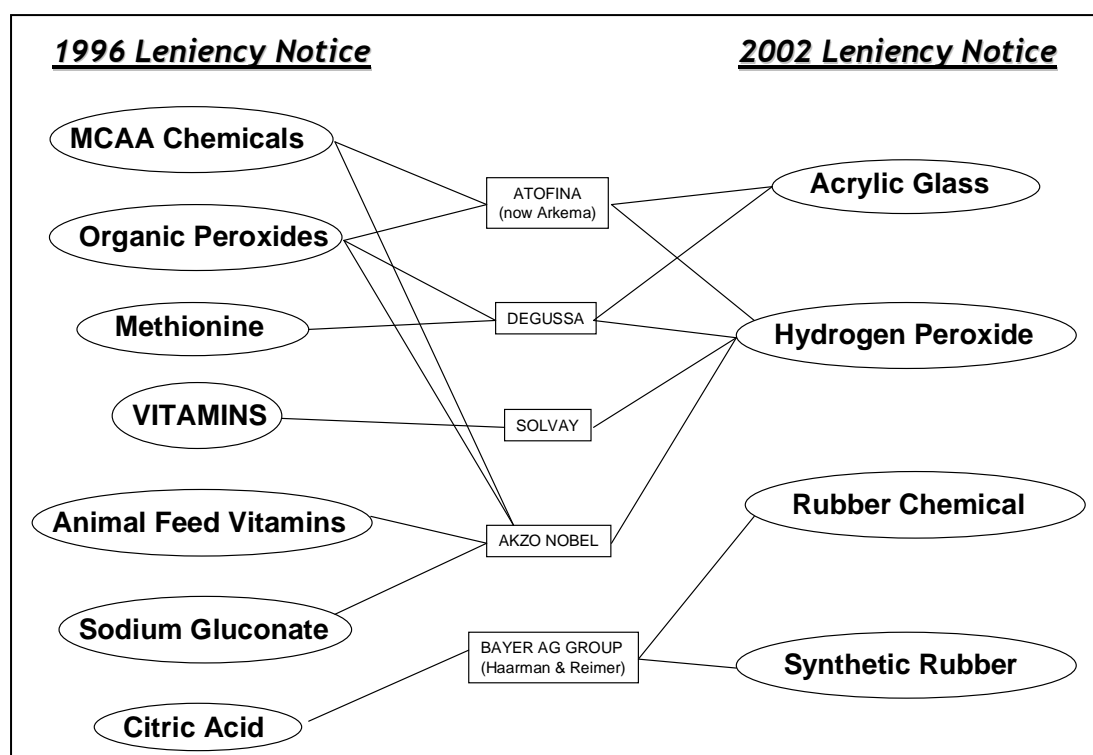 1996 Leniency Notice
2002 Leniency Notice
MCAA Chemicals
Organic Peroxides
Methionine
VITAMINS
Animal Feed Vitamins
Sodium Gluconate
Citric Acid
ATOFINA
(now Arkema)
DEGUSSA
SOLVAY
AKZO NOBEL
BAYER AG GROUP
(Haarman & Reimer)
Acrylic Glass
Hydrogen Peroxide
Rubber Chemical
Synthetic Rubber